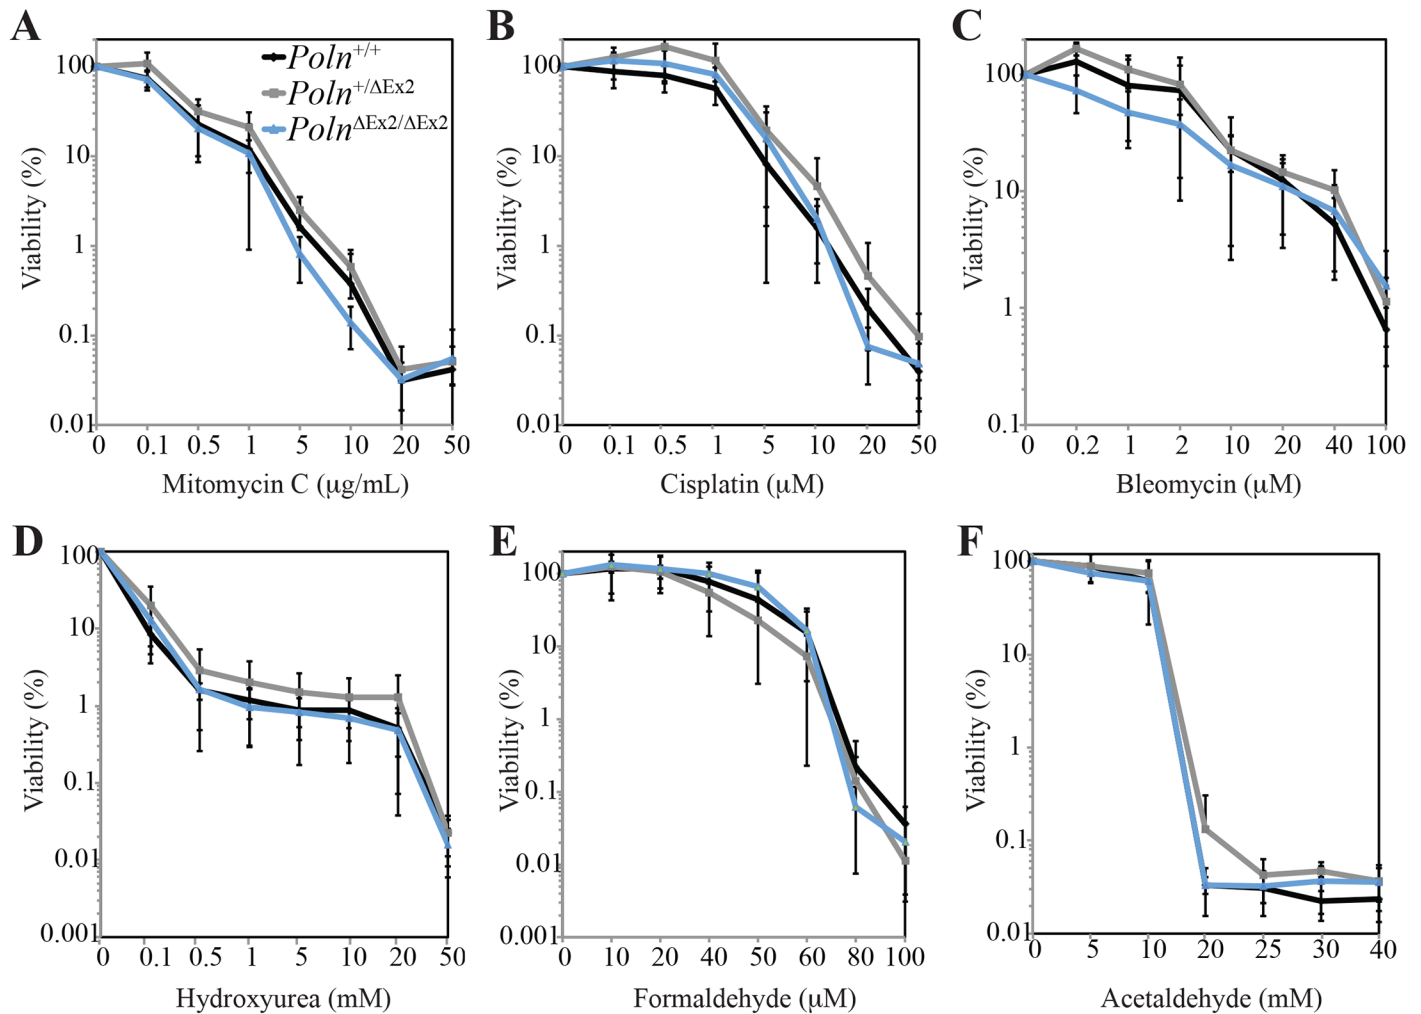 A
Viability (%)
100
10
1
0.1
0.01
Poln+/+
Poln+/ΔEx2
PolnΔEx2/ΔEx2
0 0.1 0.5 1 5 10 20 50
Mitomycin C (μg/mL)
B
Viability (%)
100
10
1
0.1
0.01
0 0.1 0.5 1 5 10 20 50
Cisplatin (μM)
C
Viability (%)
100
10
1
0.1
0 0.2 1 2 10 20 40 100
Bleomycin (μM)
D
Viability (%)
100
10
1
0.1
0.01
0.001
0 0.1 0.5 1 5 10 20 50
Hydroxyurea (mM)
E
Viability (%)
100
10
1
0.1
0.01
0.001
0 10 20 40 50 60 80 100
Formaldehyde (μM)
F
Viability (%)
100
10
1
0.1
0.01
0 5 10 20 25 30 40
Acetaldehyde (mM)